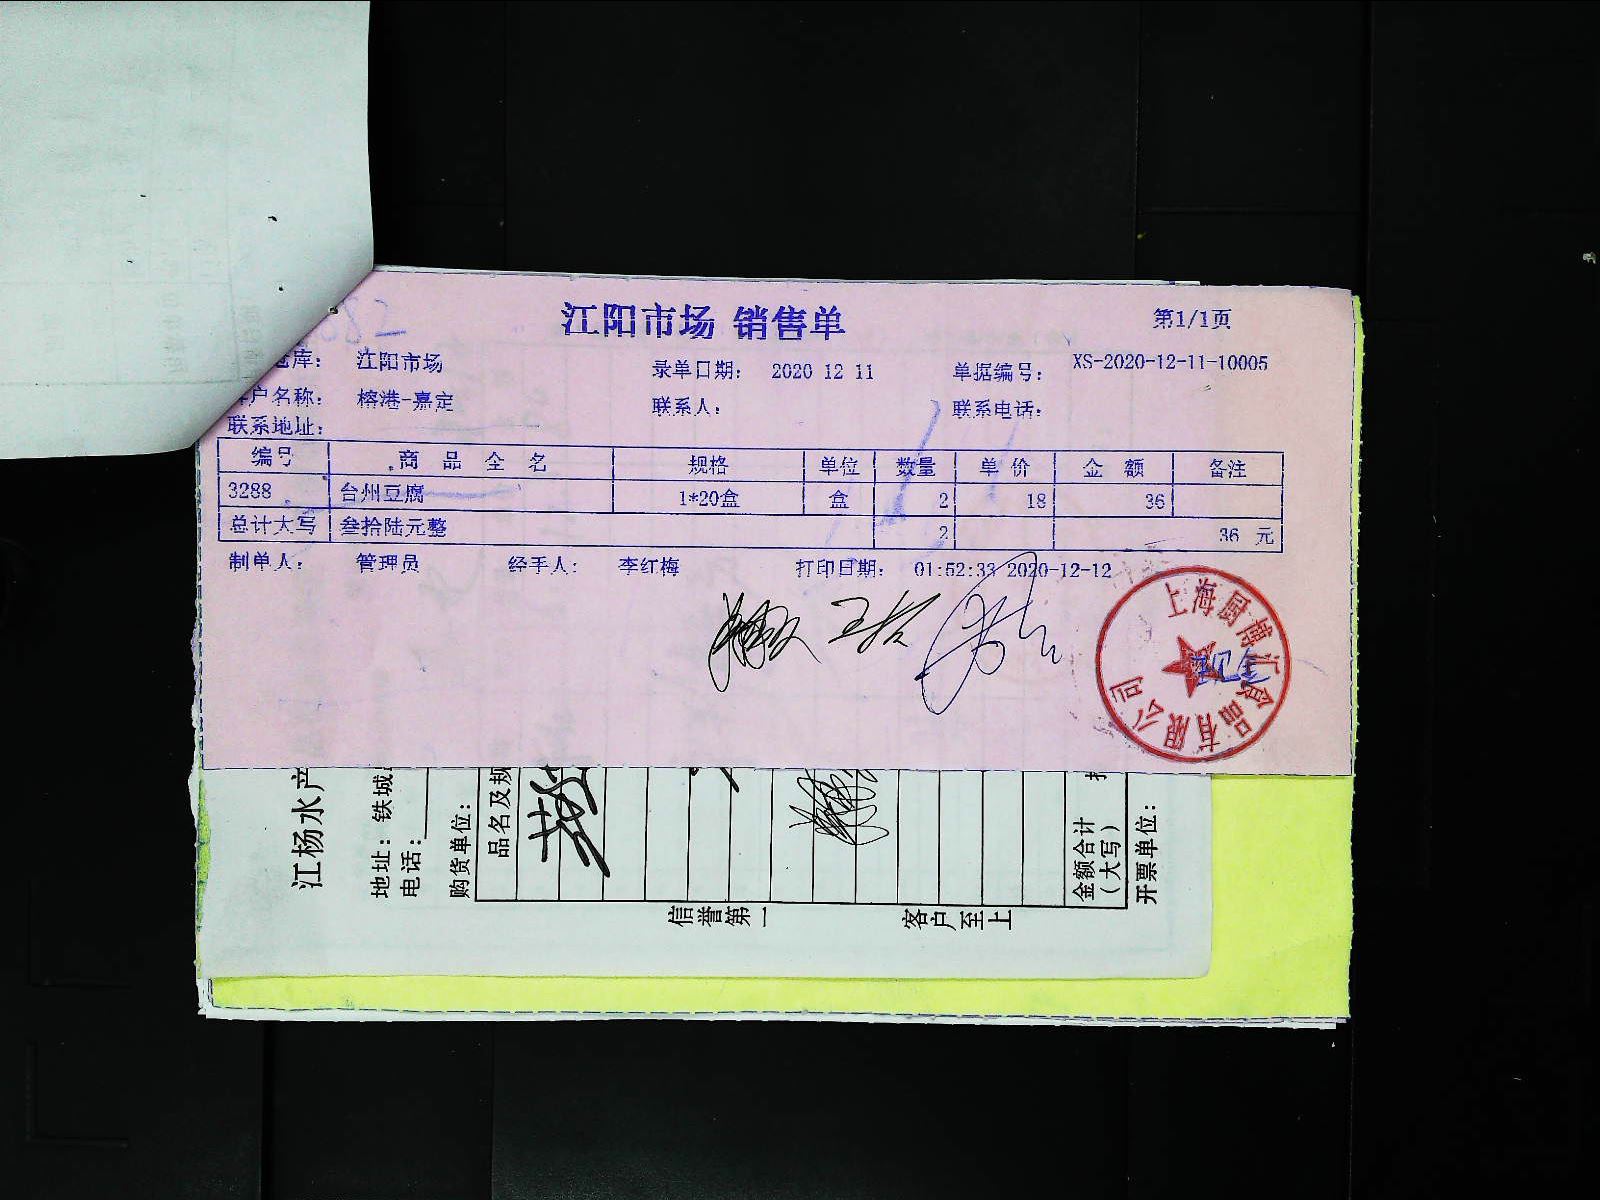 江阳市场 销售单
第1/1页
仓库： 江阳市场 录单日期： 2020 12 11 单据编号： XS-2020-12-11-10005
客户名称： 榕港-嘉定 联系人： 联系电话：
联系地址：
编号 商品全名 规格 单位 数量 单价 金额 备注
3288 台州豆腐 1*20盒 盒 2 18 36
总计大写 叁拾陆元整 2 36 元
制单人： 管理员 经手人： 李红梅 打印日期： 01:52:33 2020-12-12
上海厨博汇食品有限公司
江杨水产
地址：铁城
电话：
购货单位：
品名及规
金额合计
（大写）
开票单位：
信誉第一
客户至上